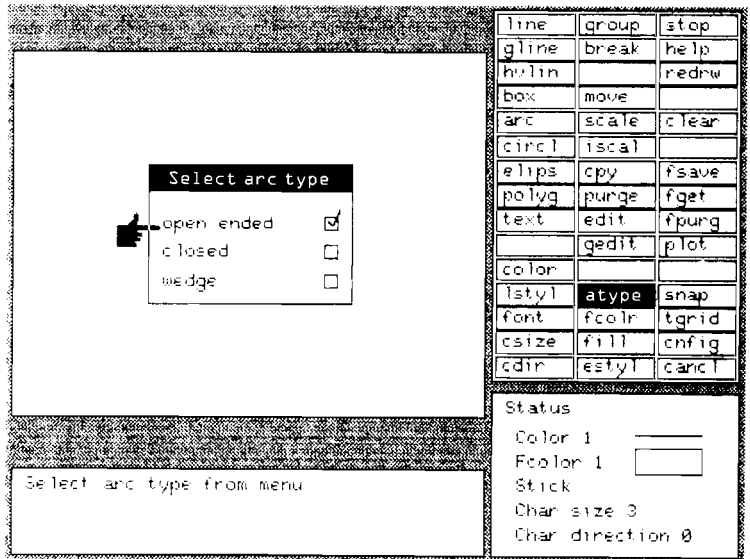 line group stop
gline break help
hvlin redrw
box move
arc scale clear
circl iscal
elips cpy fsave
polyg purge fget
text edit fpurg
gedit plot
color
lstyl atype snap
font fcolr tgrid
csize fill cnfig
cdir estyl cancl
Select arc type
open ended
closed
wedge
Status
Color 1
Fcolor 1
Stick
Char size 3
Char direction 0
Select arc type from menu